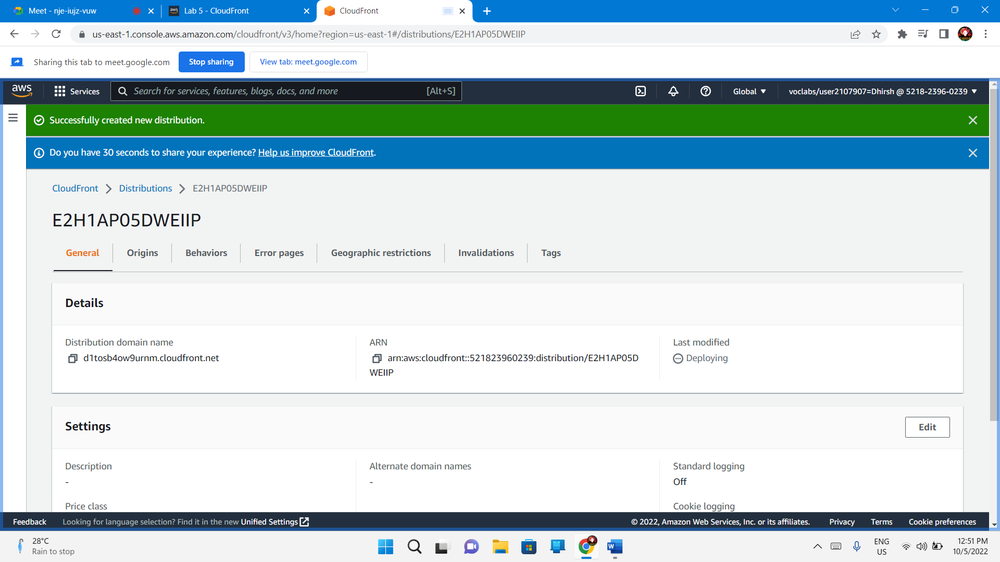 Meet - nje-iujz-vuw
aws Lab 5 - CloudFront
CloudFront
us-east-1.console.aws.amazon.com/cloudfront/v3/home?region=us-east-1#/distributions/E2H1AP05DWEIIP
Sharing this tab to meet.google.com
Stop sharing
View tab: meet.google.com
aws
Services
Search for services, features, blogs, docs, and more
[Alt+S]
Global
voclabs/user2107907=Dhirsh @ 5218-2396-0239
Successfully created new distribution.
Do you have 30 seconds to share your experience? Help us improve CloudFront.
CloudFront
Distributions
E2H1AP05DWEIIP
E2H1AP05DWEIIP
General
Origins
Behaviors
Error pages
Geographic restrictions
Invalidations
Tags
Details
Distribution domain name
d1tosb4ow9urnm.cloudfront.net
ARN
arn:aws:cloudfront::521823960239:distribution/E2H1AP05D
WEIIP
Last modified
Deploying
Settings
Edit
Description
-
Alternate domain names
-
Standard logging
Off
Price class
Cookie logging
Feedback
Looking for language selection? Find it in the new Unified Settings
© 2022, Amazon Web Services, Inc. or its affiliates.
Privacy
Terms
Cookie preferences
28°C
Rain to stop
W
ENG
US
12:51 PM
10/5/2022